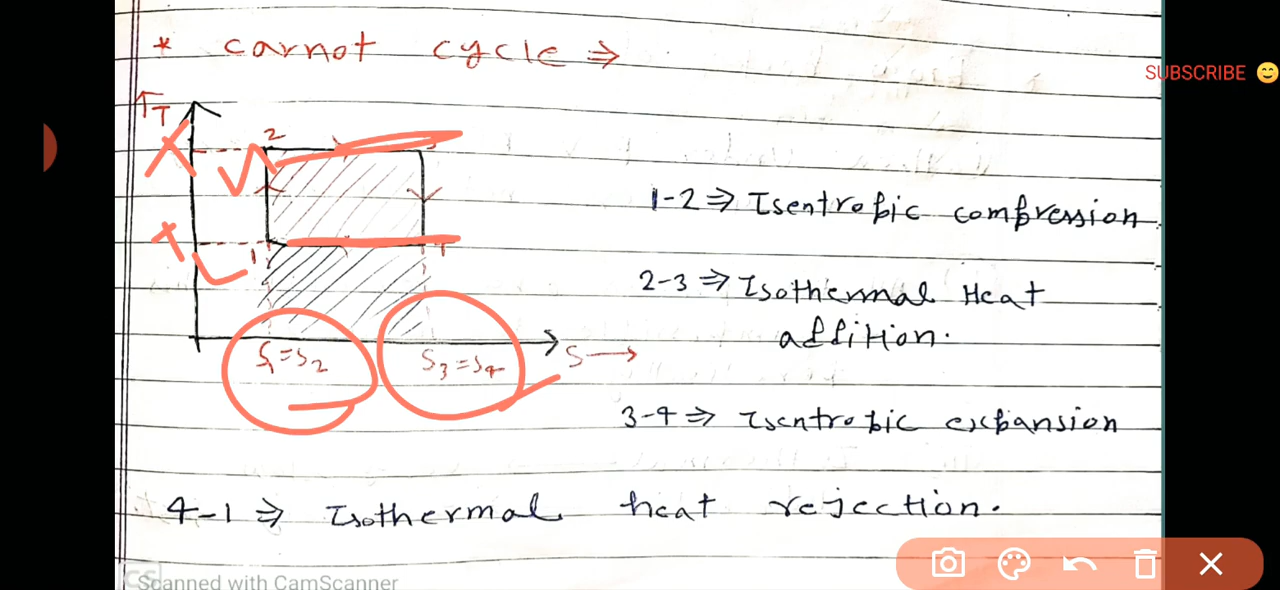 * carnot cycle ⇒
SUBSCRIBE 😊
↑T
2
1
S1=S2
S3=S4
S →
1-2 ⇒ Isentropic compression
2-3 ⇒ Isothermal Heat
addition.
3-4 ⇒ Isentropic expansion
4-1 ⇒ Isothermal heat rejection.
CS Scanned with CamScanner